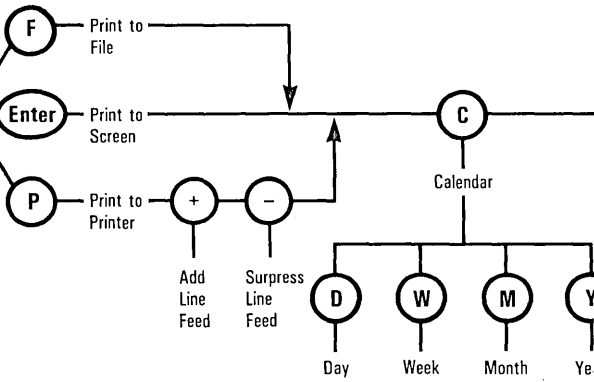 F
Print to
File
Enter
Print to
Screen
C
P
Print to
Printer
+
−
Calendar
Add
Line
Feed
Surpress
Line
Feed
D
W
M
Y
Day
Week
Month